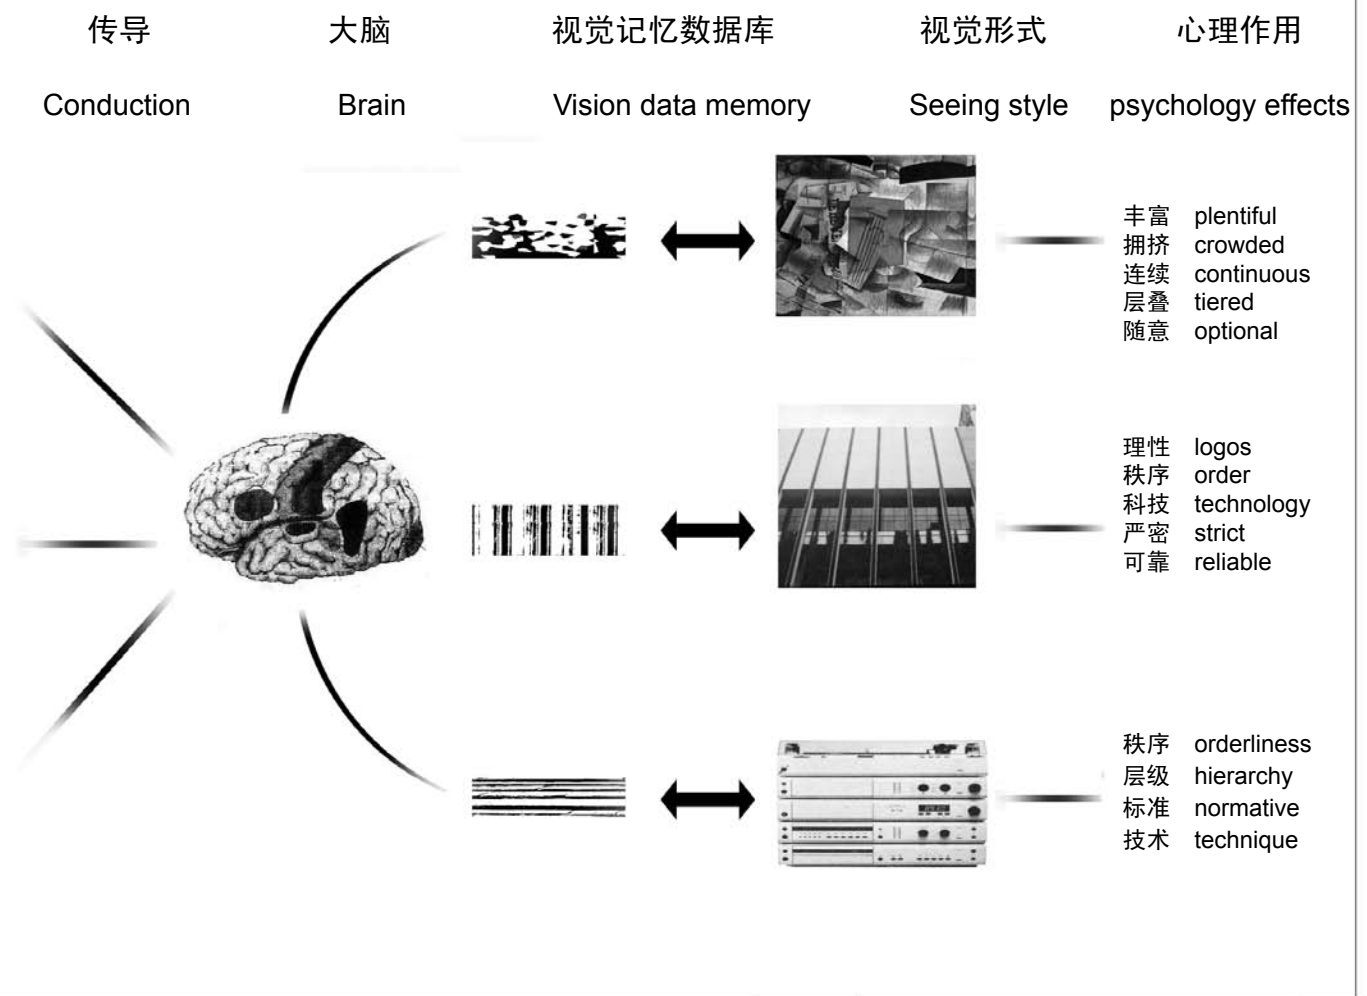 传导 大脑 视觉记忆数据库 视觉形式 心理作用
Conduction Brain Vision data memory Seeing style psychology effects
丰富 plentiful
拥挤 crowded
连续 continuous
层叠 tiered
随意 optional
理性 logos
秩序 order
科技 technology
严密 strict
可靠 reliable
秩序 orderliness
层级 hierarchy
标准 normative
技术 technique